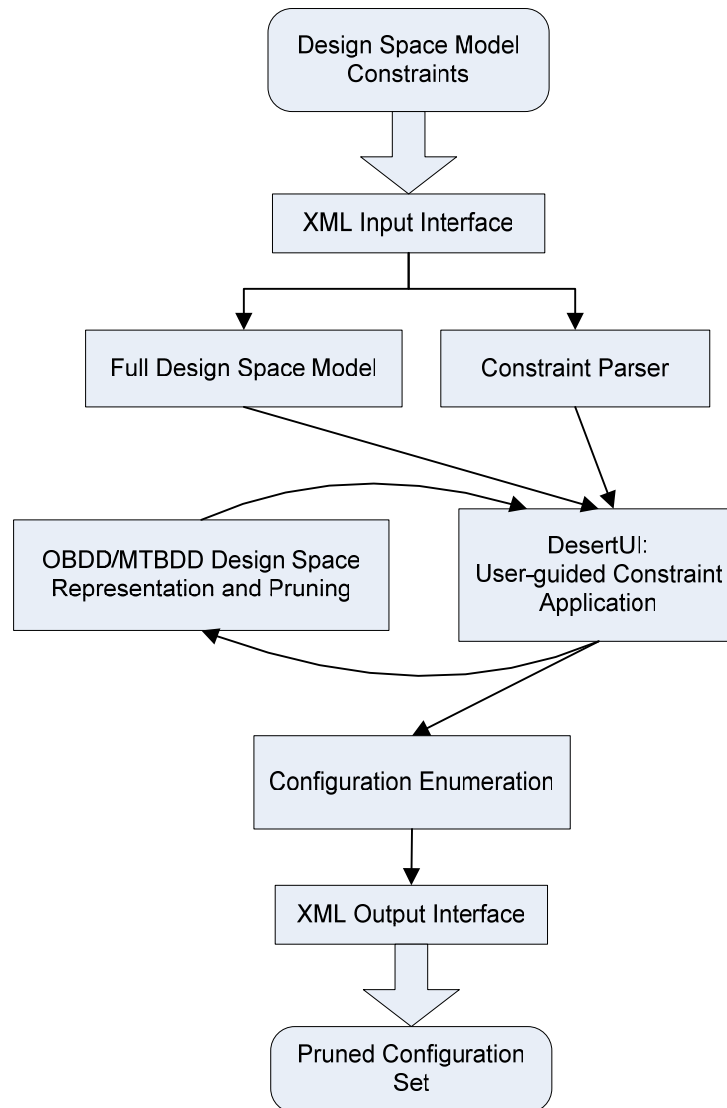 Design Space Model
Constraints
XML Input Interface
Full Design Space Model
Constraint Parser
OBDD/MTBDD Design Space
Representation and Pruning
DesertUI:
User-guided Constraint
Application
Configuration Enumeration
XML Output Interface
Pruned Configuration
Set